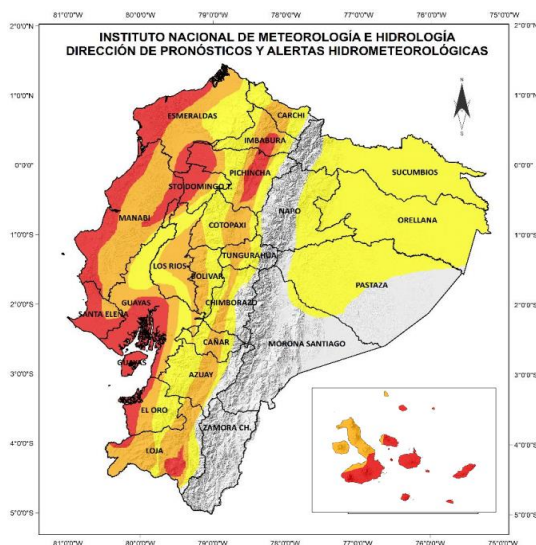 INSTITUTO NACIONAL DE METEOROLOGÍA E HIDROLOGÍA
DIRECCIÓN DE PRONÓSTICOS Y ALERTAS HIDROMETEOROLÓGICAS
N
ESMERALDAS
CARCHI
IMBABURA
PICHINCHA
SUCUMBIOS
STO DOMINGO T.
NAPO
MANABI
ORELLANA
COTOPAXI
TUNGURAHUA
LOS RIOS
BOLIVAR
PASTAZA
GUAYAS
CHIMBORAZO
SANTA ELENA
CAÑAR
MORONA SANTIAGO
GUAYAS
AZUAY
EL ORO
ZAMORA CH.
LOJA
2°0'0"N
1°0'0"N
0°0'0"
1°0'0"S
2°0'0"S
3°0'0"S
4°0'0"S
5°0'0"S
81°0'0"W 80°0'0"W 79°0'0"W 78°0'0"W 77°0'0"W 76°0'0"W 75°0'0"W